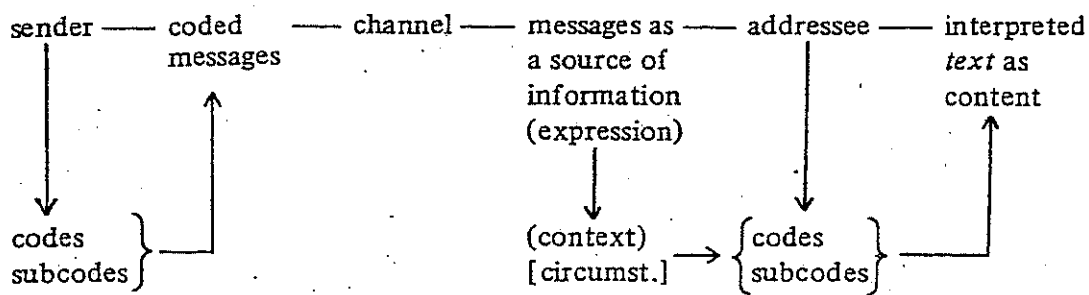 sender
coded
messages
channel
messages as
a source of
information
(expression)
addressee
interpreted
text as
content
codes
subcodes
(context)
[circumst.]
codes
subcodes